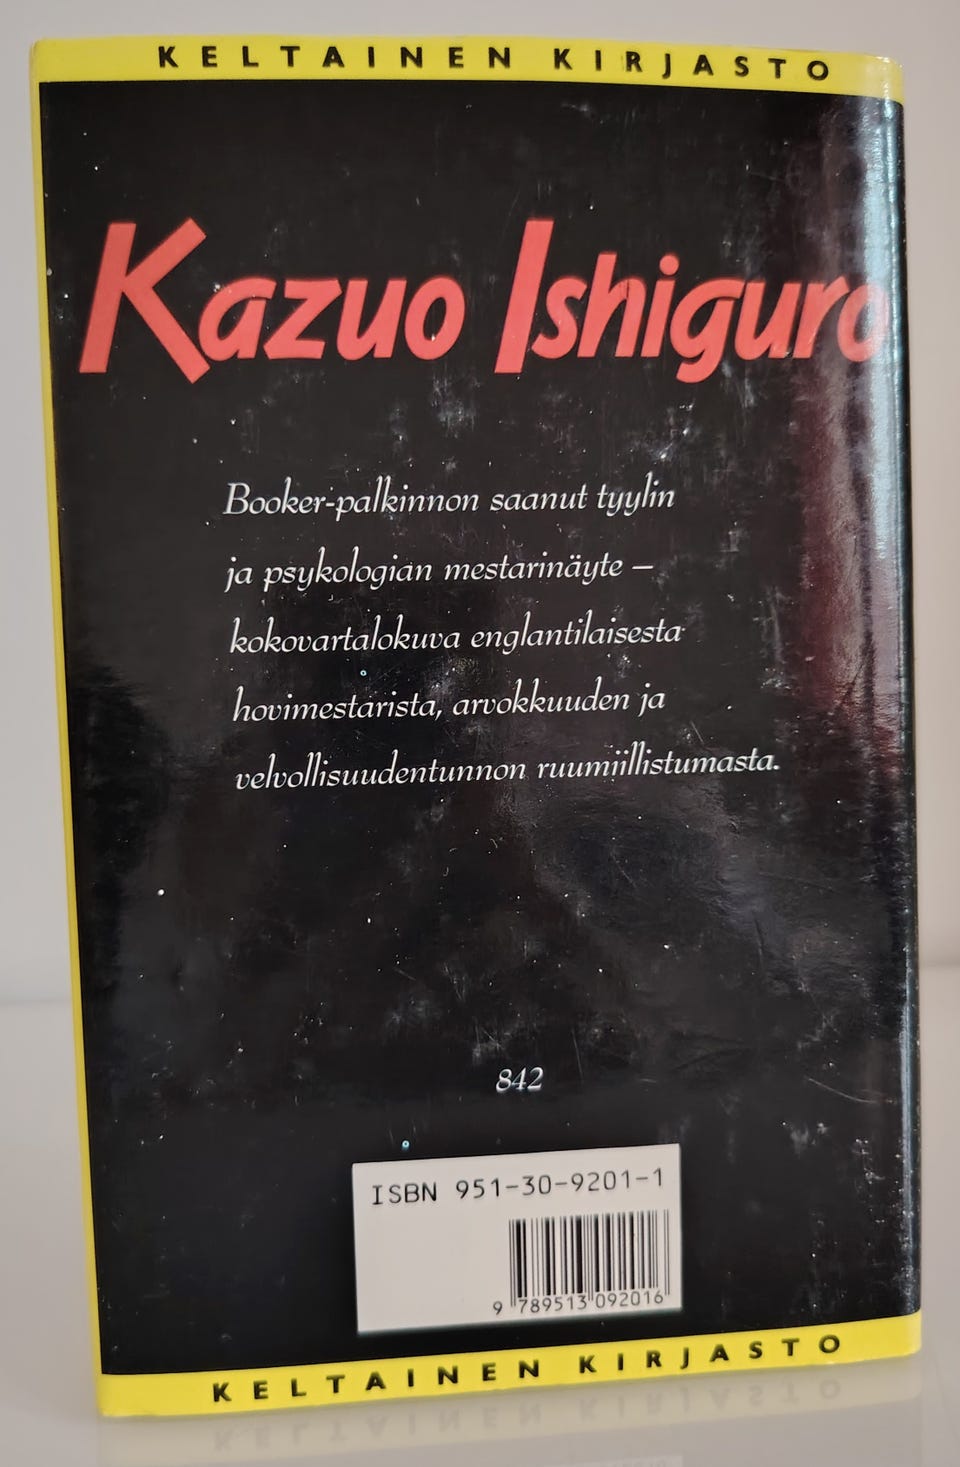 KELTAINEN KIRJASTO
Kazuo Ishiguro
Booker-palkinnon saanut tyylin
ja psykologian mestarinäyte –
kokovartalokuva englantilaisesta
hovimestarista, arvokkuuden ja
velvollisuudentunnon ruumiillistumasta.
842
ISBN 951-30-9201-1
9 789513 092016
KELTAINEN KIRJASTO